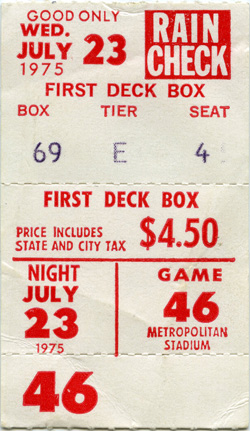 GOOD ONLY
WED.
JULY 23
1975
RAIN
CHECK
FIRST DECK BOX
BOX TIER SEAT
69 E 4
FIRST DECK BOX
PRICE INCLUDES
STATE AND CITY TAX
$4.50
NIGHT
JULY
23
1975
GAME
46
METROPOLITAN
STADIUM
46